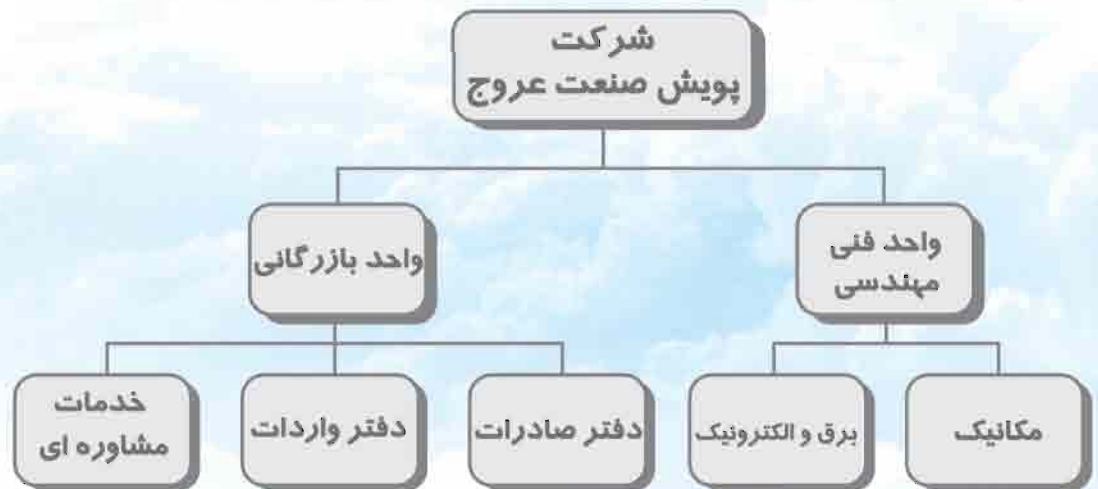 شرکت
پویش صنعت عروج
واحد فنی
مهندسی
واحد بازرگانی
مکانیک
برق و الکترونیک
دفتر صادرات
دفتر واردات
خدمات
مشاوره ای